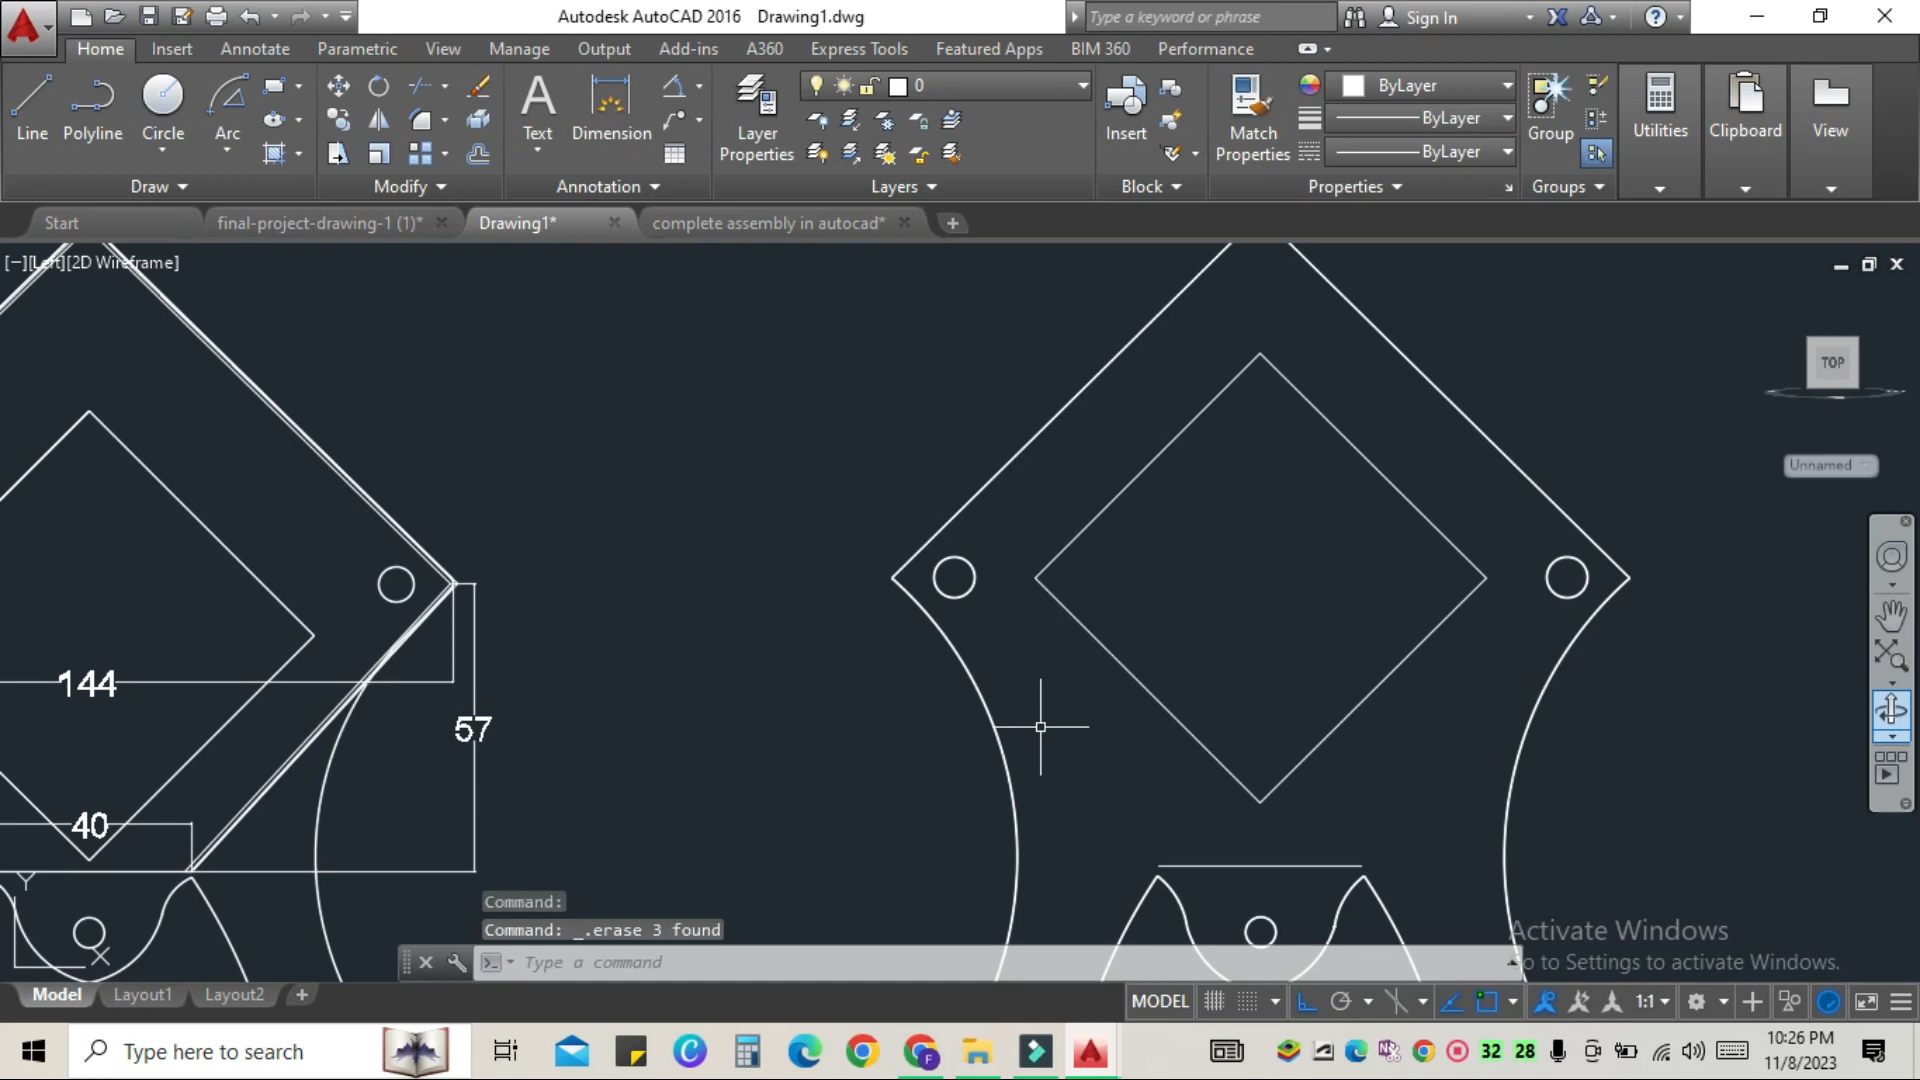 Autodesk AutoCAD 2016 Drawing1.dwg
Type a keyword or phrase
Sign In
Home Insert Annotate Parametric View Manage Output Add-ins A360 Express Tools Featured Apps BIM 360 Performance
0
ByLayer
ByLayer
ByLayer
Line Polyline Circle Arc
Text Dimension
Layer Properties
Insert
Match Properties
Group
Utilities Clipboard View
Draw Modify Annotation Layers Block Properties Groups
Start final-project-drawing-1 (1)* Drawing1* complete assembly in autocad*
[−][Left][2D Wireframe]
TOP
Unnamed
144
57
40
Y
X
Command:
Command: _.erase 3 found
Type a command
Activate Windows
Go to Settings to activate Windows.
Model Layout1 Layout2
MODEL 1:1
Type here to search
32 28
10:26 PM
11/8/2023